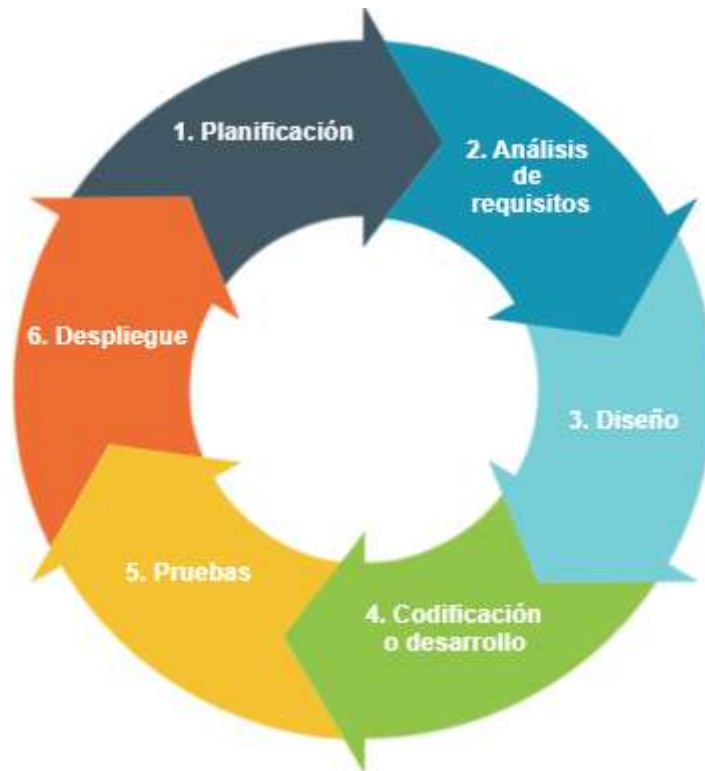 1. Planificación
2. Análisis
de
requisitos
3. Diseño
4. Codificación
o desarrollo
5. Pruebas
6. Despliegue